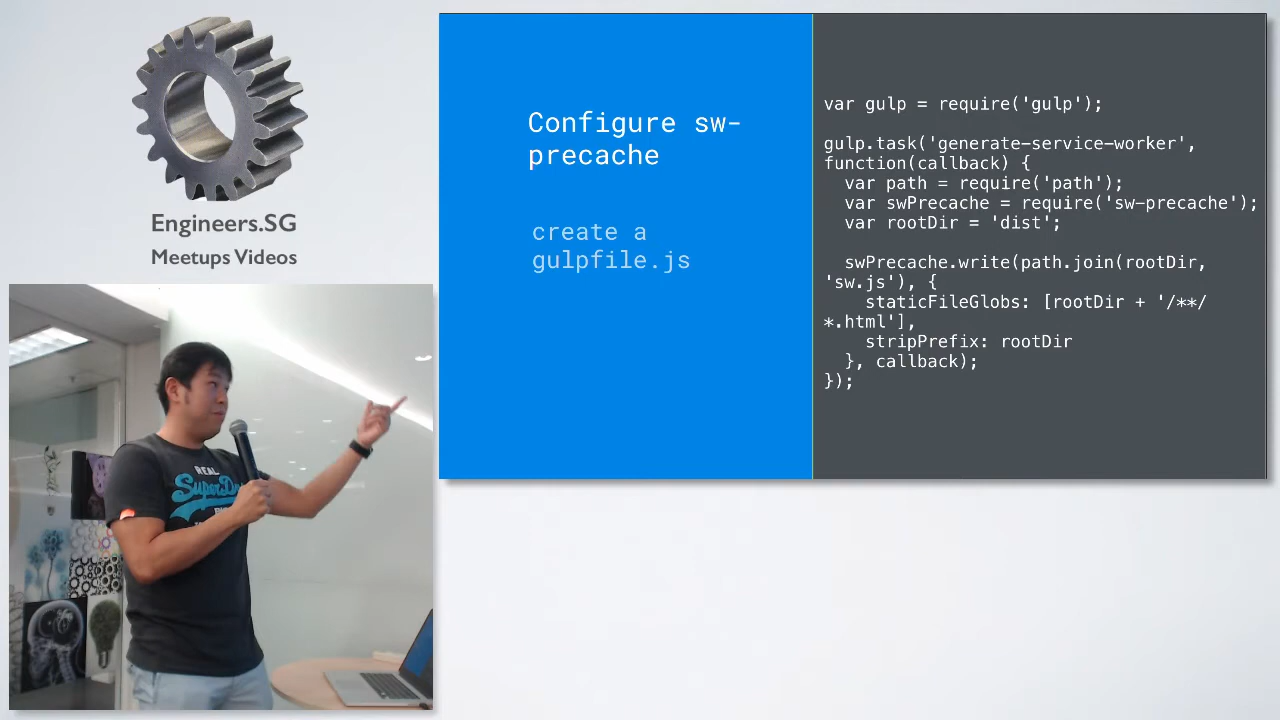 Engineers.SG
Meetups Videos
Configure sw-
precache
create a
gulpfile.js
var gulp = require('gulp');
gulp.task('generate-service-worker',
function(callback) {
var path = require('path');
var swPrecache = require('sw-precache');
var rootDir = 'dist';
swPrecache.write(path.join(rootDir,
'sw.js'), {
staticFileGlobs: [rootDir + '/**/
*.html'],
stripPrefix: rootDir
}, callback);
});
REAL